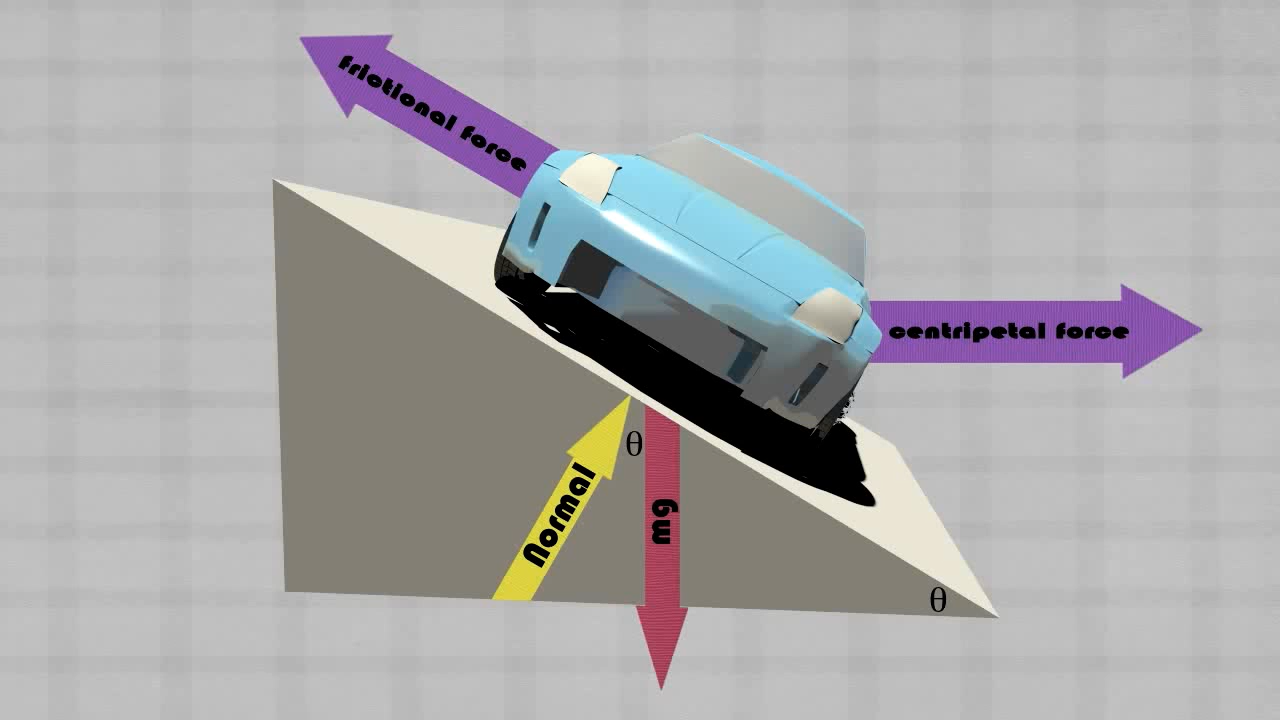 frictional force
centripetal force
θ
Normal
mg
θ